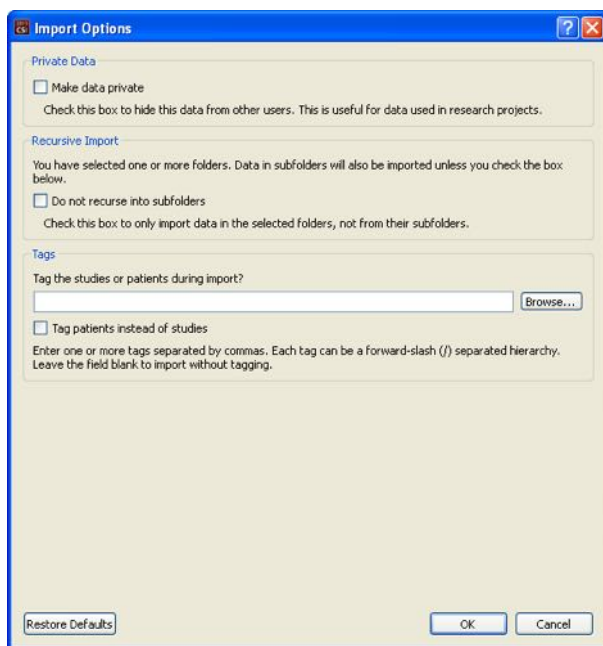 Import Options
Private Data
Make data private
Check this box to hide this data from other users. This is useful for data used in research projects.
Recursive Import
You have selected one or more folders. Data in subfolders will also be imported unless you check the box
below.
Do not recurse into subfolders
Check this box to only import data in the selected folders, not from their subfolders.
Tags
Tag the studies or patients during import?
Browse...
Tag patients instead of studies
Enter one or more tags separated by commas. Each tag can be a forward-slash (/) separated hierarchy.
Leave the field blank to import without tagging.
Restore Defaults OK Cancel